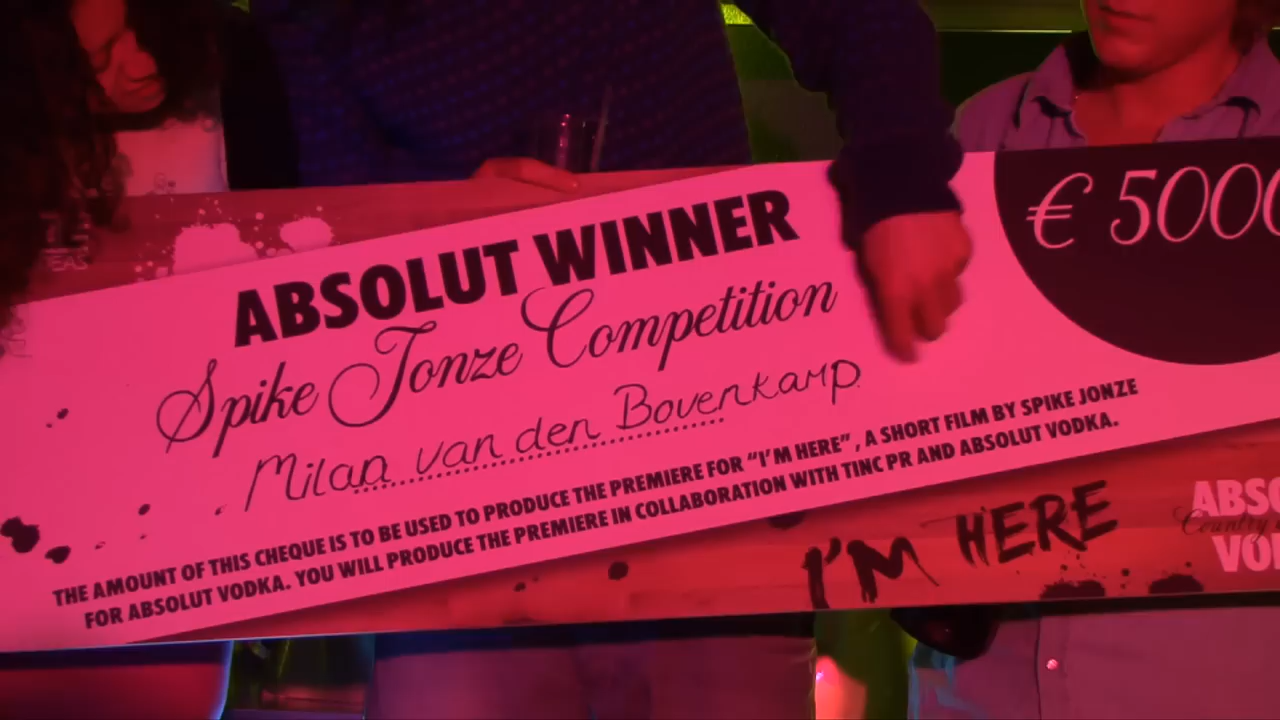 ABSOLUT WINNER
Spike Jonze Competition
Milan van den Bovenkamp
THE AMOUNT OF THIS CHEQUE IS TO BE USED TO PRODUCE THE PREMIERE FOR “I’M HERE”, A SHORT FILM BY SPIKE JONZE
FOR ABSOLUT VODKA. YOU WILL PRODUCE THE PREMIERE IN COLLABORATION WITH TINC PR AND ABSOLUT VODKA.
€ 5000
I'M HERE
Country